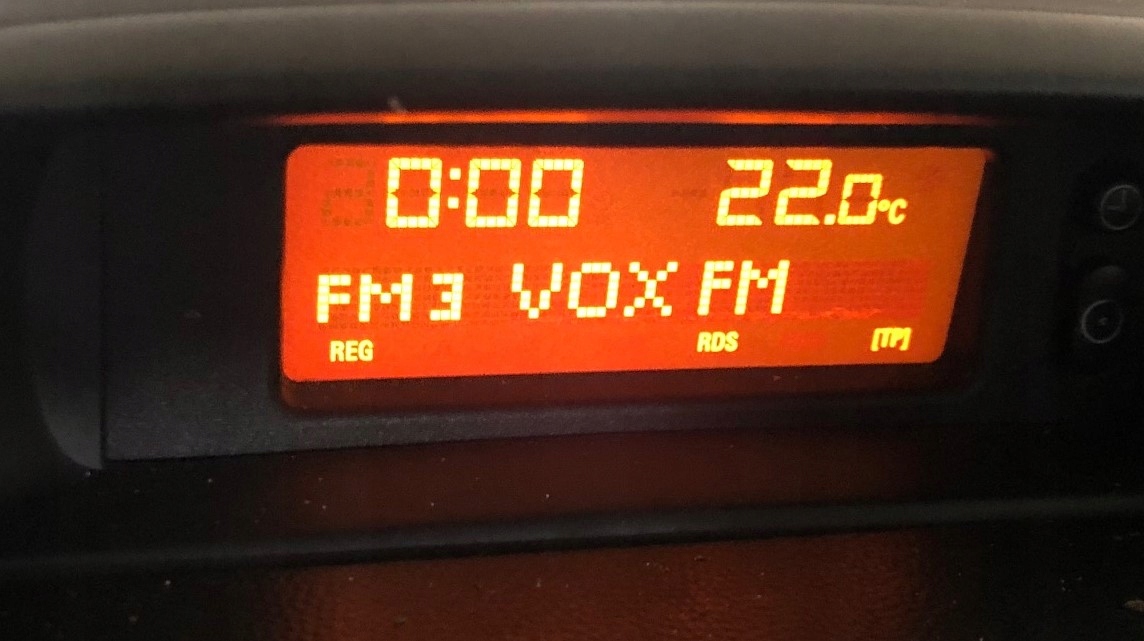 0:00 22.0°C
FM3 VOX FM
REG RDS [TP]